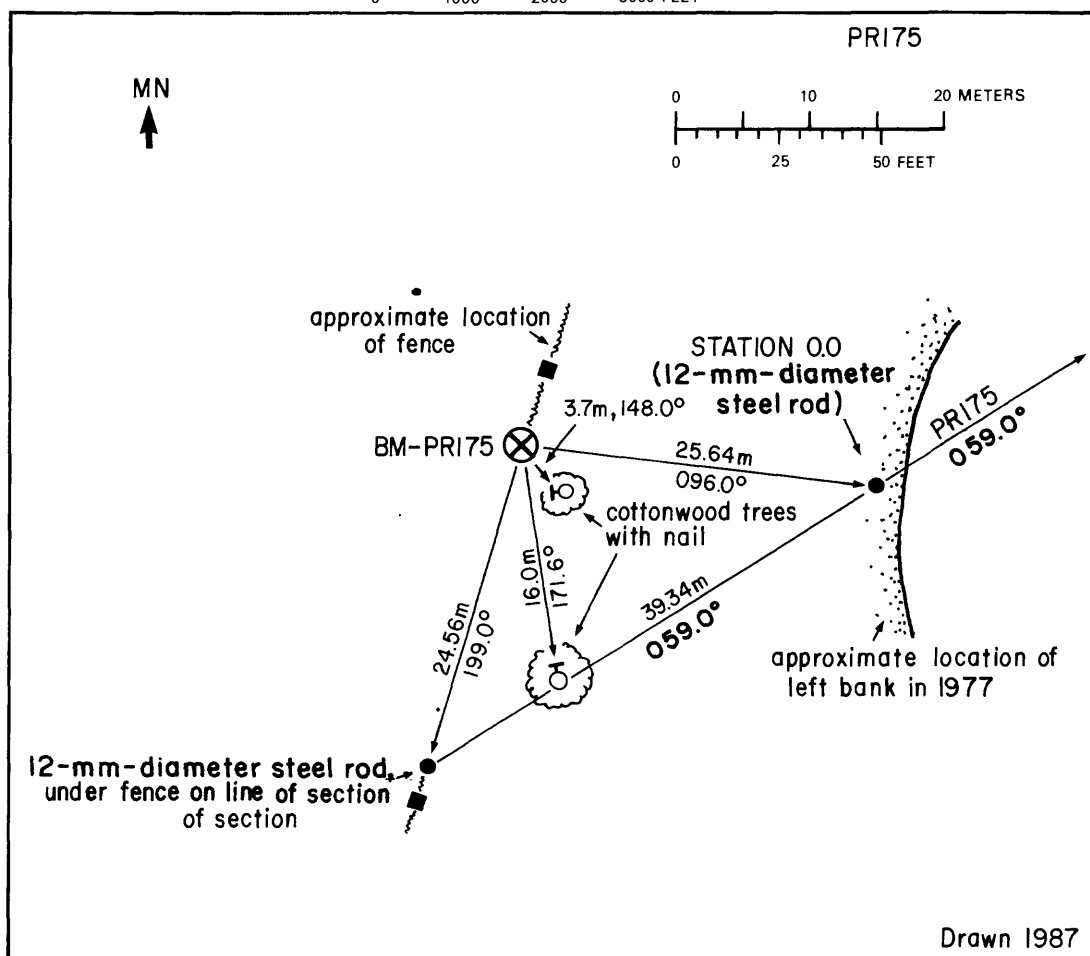 PR175
MN
0 10 20 METERS
0 25 50 FEET
approximate location
of fence
STATION 0.0
(12-mm-diameter
steel rod)
3.7m, 148.0°
BM-PR175
25.64m
096.0°
PR175
059.0°
cottonwood trees
with nail
16.0m
171.6°
24.56m
199.0°
39.34m
059.0°
approximate location of
left bank in 1977
12-mm-diameter steel rod,
under fence on line of section
of section
Drawn 1987